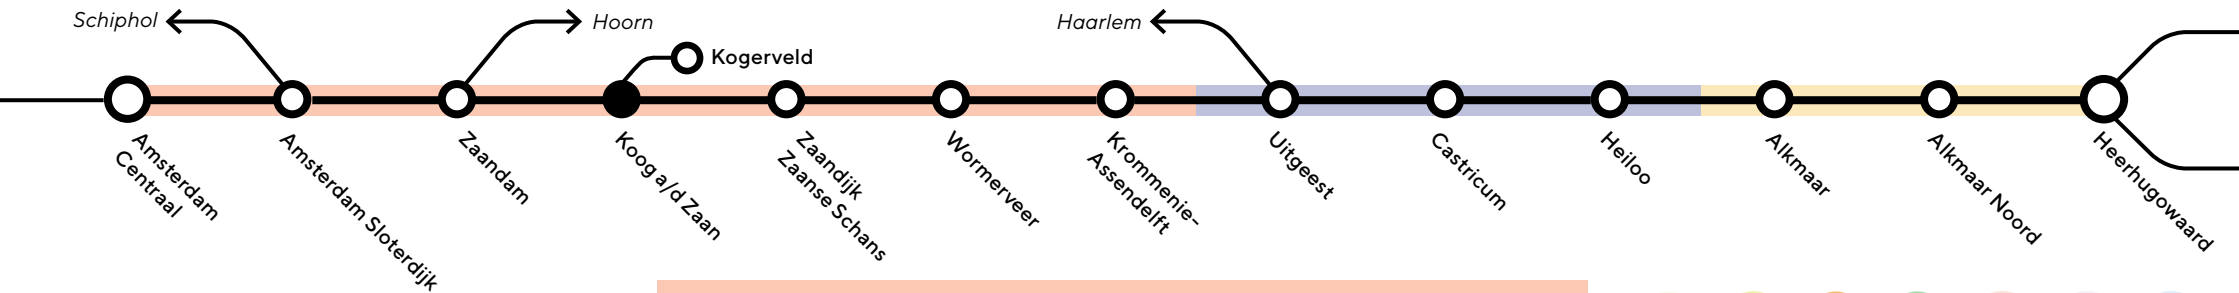 Schiphol
Hoorn
Haarlem
Kogerveld
Amsterdam
Centraal
Amsterdam Sloterdijk
Zaandam
Koog a/d Zaan
Zaandijk
Zaanse Schans
Wormerveer
Krommenie-
Assendelft
Uitgeest
Castricum
Heiloo
Alkmaar
Alkmaar Noord
Heerhugowaard